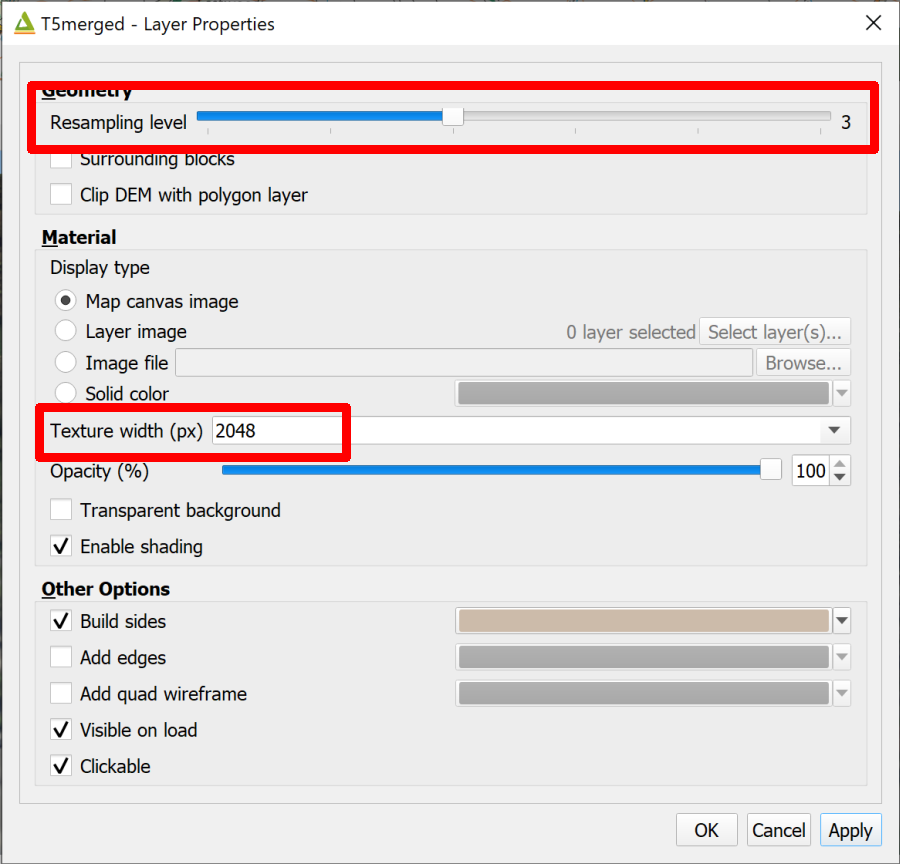 T5merged - Layer Properties
Geometry
Resampling level 3
Surrounding blocks
Clip DEM with polygon layer
Material
Display type
Map canvas image
Layer image 0 layer selected Select layer(s)...
Image file Browse...
Solid color
Texture width (px) 2048
Opacity (%) 100
Transparent background
Enable shading
Other Options
Build sides
Add edges
Add quad wireframe
Visible on load
Clickable
OK Cancel Apply